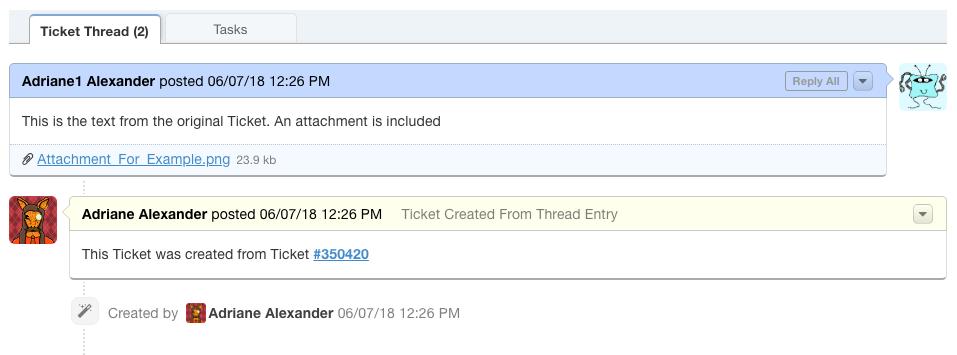 Ticket Thread (2) Tasks
Adriane1 Alexander posted 06/07/18 12:26 PM Reply All
This is the text from the original Ticket. An attachment is included
Attachment_For_Example.png 23.9 kb
Adriane Alexander posted 06/07/18 12:26 PM Ticket Created From Thread Entry
This Ticket was created from Ticket #350420
Created by Adriane Alexander 06/07/18 12:26 PM